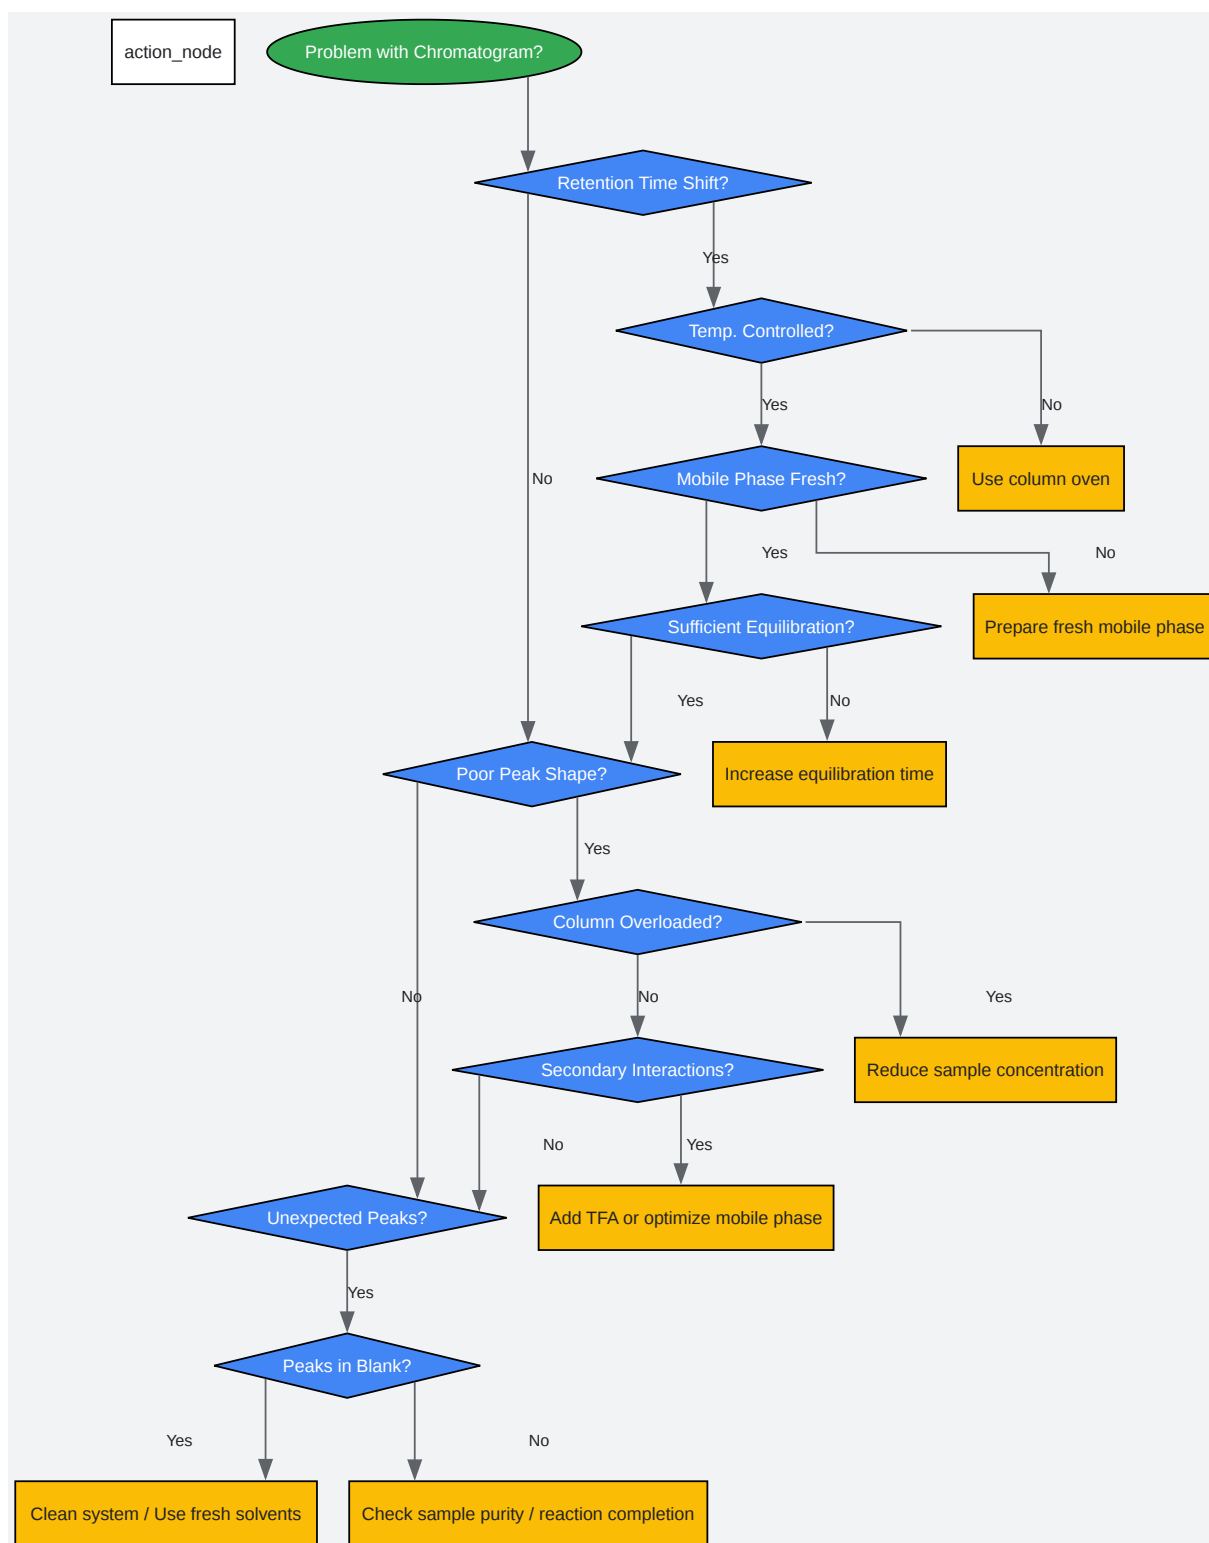 action_node
Problem with Chromatogram?
Retention Time Shift?
Yes
Temp. Controlled?
Yes
No
No
Mobile Phase Fresh?
Use column oven
Yes
No
Sufficient Equilibration?
Prepare fresh mobile phase
Yes
No
Poor Peak Shape?
Increase equilibration time
Yes
Column Overloaded?
No
No
Yes
Secondary Interactions?
Reduce sample concentration
No
Yes
Unexpected Peaks?
Add TFA or optimize mobile phase
Yes
Peaks in Blank?
Yes
No
Clean system / Use fresh solvents
Check sample purity / reaction completion